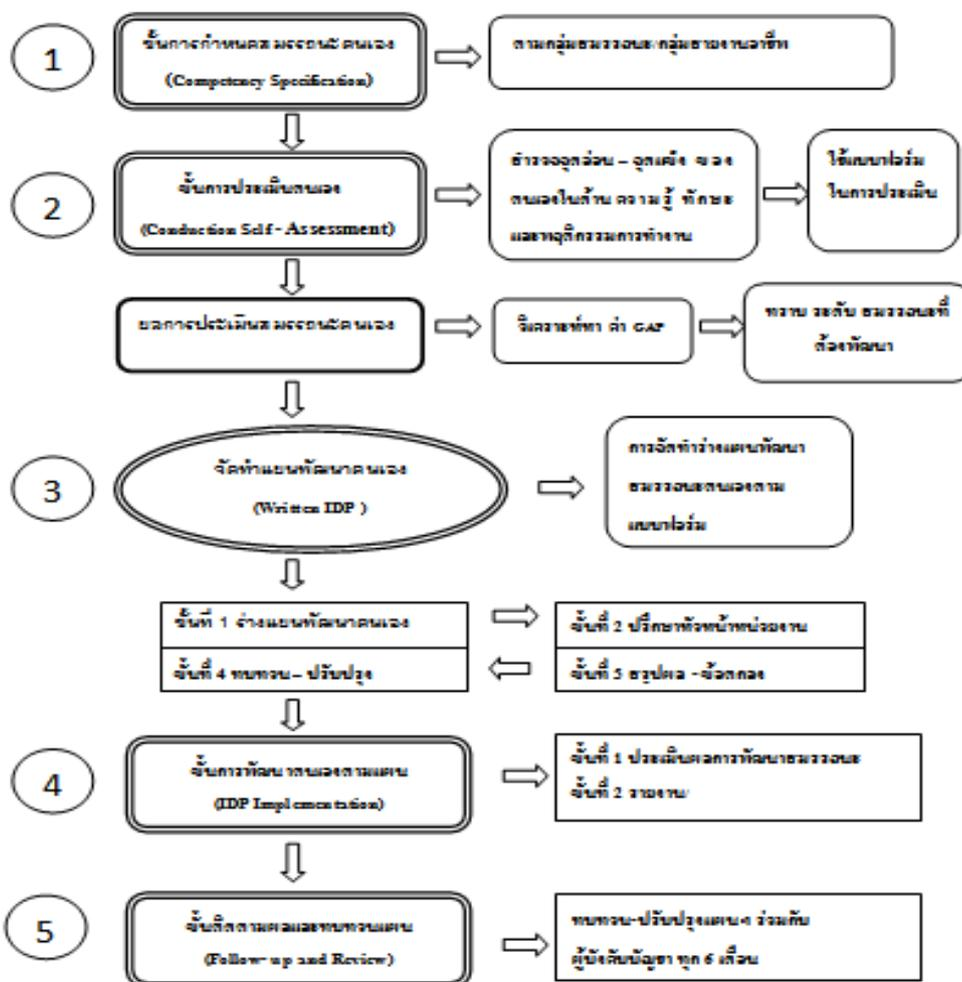 1
ขั้นการกำหนดสมรรถนะตนเอง
(Competency Specification)
ตามกลุ่มสมรรถนะ/กลุ่มสายงานอาชีพ
2
ขั้นการประเมินตนเอง
(Conduction Self - Assessment)
สำรวจจุดอ่อน – จุดแข็ง ของ
ตนเองในด้าน ความรู้ ทักษะ
และพฤติกรรมการทำงาน
ใช้แบบฟอร์ม
ในการประเมิน
ผลการประเมินสมรรถนะตนเอง
วิเคราะห์หา ค่า GAP
ทราบ ระดับ สมรรถนะที่
ต้องพัฒนา
3
จัดทำแผนพัฒนาตนเอง
(Written IDP )
การจัดทำร่างแผนพัฒนา
สมรรถนะตนเองตาม
แบบฟอร์ม
ขั้นที่ 1 ร่างแผนพัฒนาตนเอง
ขั้นที่ 2 ปรึกษาหัวหน้าหน่วยงาน
ขั้นที่ 4 ทบทวน – ปรับปรุง
ขั้นที่ 5 สรุปผล - ข้อตกลง
4
ขั้นการพัฒนาตนเองตามแผน
(IDP Implementation)
ขั้นที่ 1 ประเมินผลการพัฒนาสมรรถนะ
ขั้นที่ 2 รายงาน/
5
ขั้นติดตามผลและทบทวนแผน
(Follow- up and Review)
ทบทวน-ปรับปรุงแผนฯ ร่วมกับ
ผู้บังคับบัญชา ทุก 6 เดือน